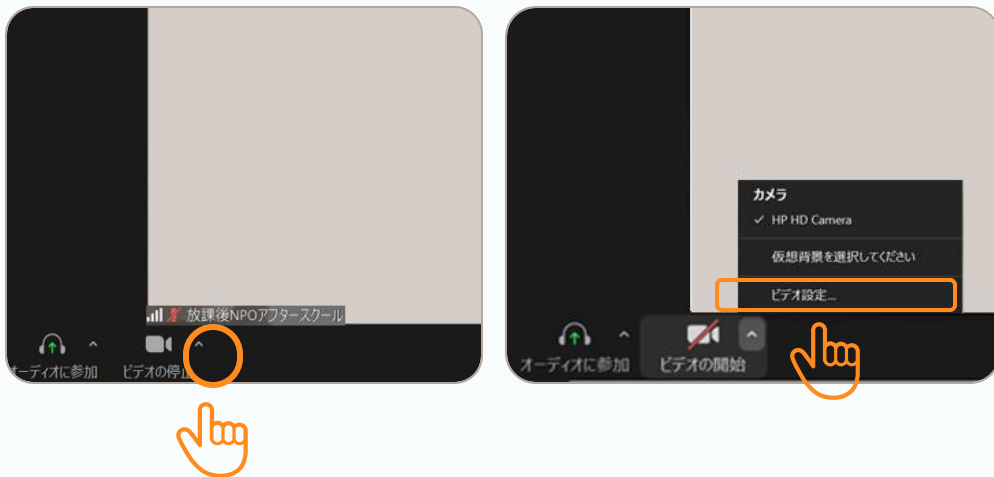 放課後NPOアフタースクール
オーディオに参加
ビデオの停止
カメラ
✓ HP HD Camera
仮想背景を選択してください
ビデオ設定...
オーディオに参加
ビデオの開始